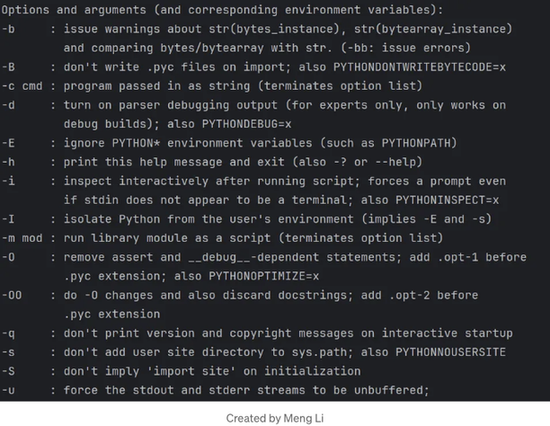 Options and arguments (and corresponding environment variables):
-b     : issue warnings about str(bytes_instance), str(bytearray_instance)
         and comparing bytes/bytearray with str. (-bb: issue errors)
-B     : don't write .pyc files on import; also PYTHONDONTWRITEBYTECODE=x
-c cmd : program passed in as string (terminates option list)
-d     : turn on parser debugging output (for experts only, only works on
         debug builds); also PYTHONDEBUG=x
-E     : ignore PYTHON* environment variables (such as PYTHONPATH)
-h     : print this help message and exit (also -? or --help)
-i     : inspect interactively after running script; forces a prompt even
         if stdin does not appear to be a terminal; also PYTHONINSPECT=x
-I     : isolate Python from the user's environment (implies -E and -s)
-m mod : run library module as a script (terminates option list)
-O     : remove assert and __debug__-dependent statements; add .opt-1 before
         .pyc extension; also PYTHONOPTIMIZE=x
-OO    : do -O changes and also discard docstrings; add .opt-2 before
         .pyc extension
-q     : don't print version and copyright messages on interactive startup
-s     : don't add user site directory to sys.path; also PYTHONNOUSERSITE
-S     : don't imply 'import site' on initialization
-u     : force the stdout and stderr streams to be unbuffered;
Created by Meng Li